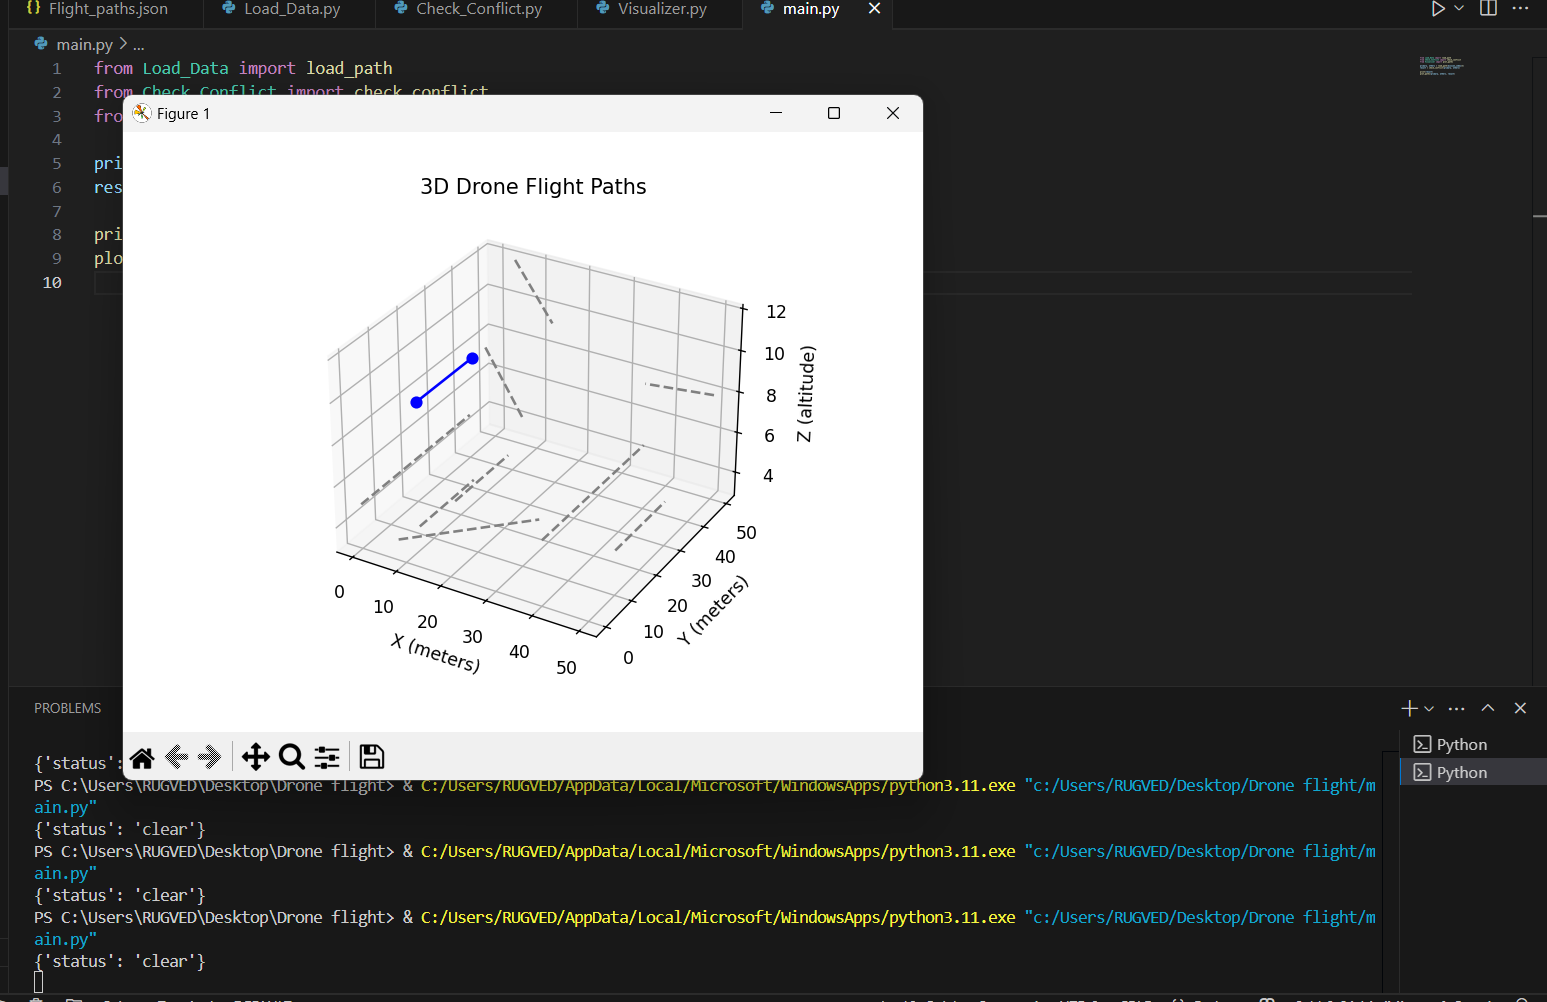 Flight_paths.json
Load_Data.py
Check_Conflict.py
Visualizer.py
main.py
main.py > ...
1 from Load_Data import load_path
2 from Check_Conflict import check_conflict
3 fro
4
5 pri
6 res
7
8 pri
9 plo
10
Figure 1
3D Drone Flight Paths
12
10
8
6
4
Z (altitude)
50
40
30
20
10
0
Y (meters)
0
10
20
30
40
50
X (meters)
PROBLEMS
Python
Python
{'status':
PS C:\Users\RUGVED\Desktop\Drone flight> & C:/Users/RUGVED/AppData/Local/Microsoft/WindowsApps/python3.11.exe "c:/Users/RUGVED/Desktop/Drone flight/m
ain.py"
{'status': 'clear'}
PS C:\Users\RUGVED\Desktop\Drone flight> & C:/Users/RUGVED/AppData/Local/Microsoft/WindowsApps/python3.11.exe "c:/Users/RUGVED/Desktop/Drone flight/m
ain.py"
{'status': 'clear'}
PS C:\Users\RUGVED\Desktop\Drone flight> & C:/Users/RUGVED/AppData/Local/Microsoft/WindowsApps/python3.11.exe "c:/Users/RUGVED/Desktop/Drone flight/m
ain.py"
{'status': 'clear'}